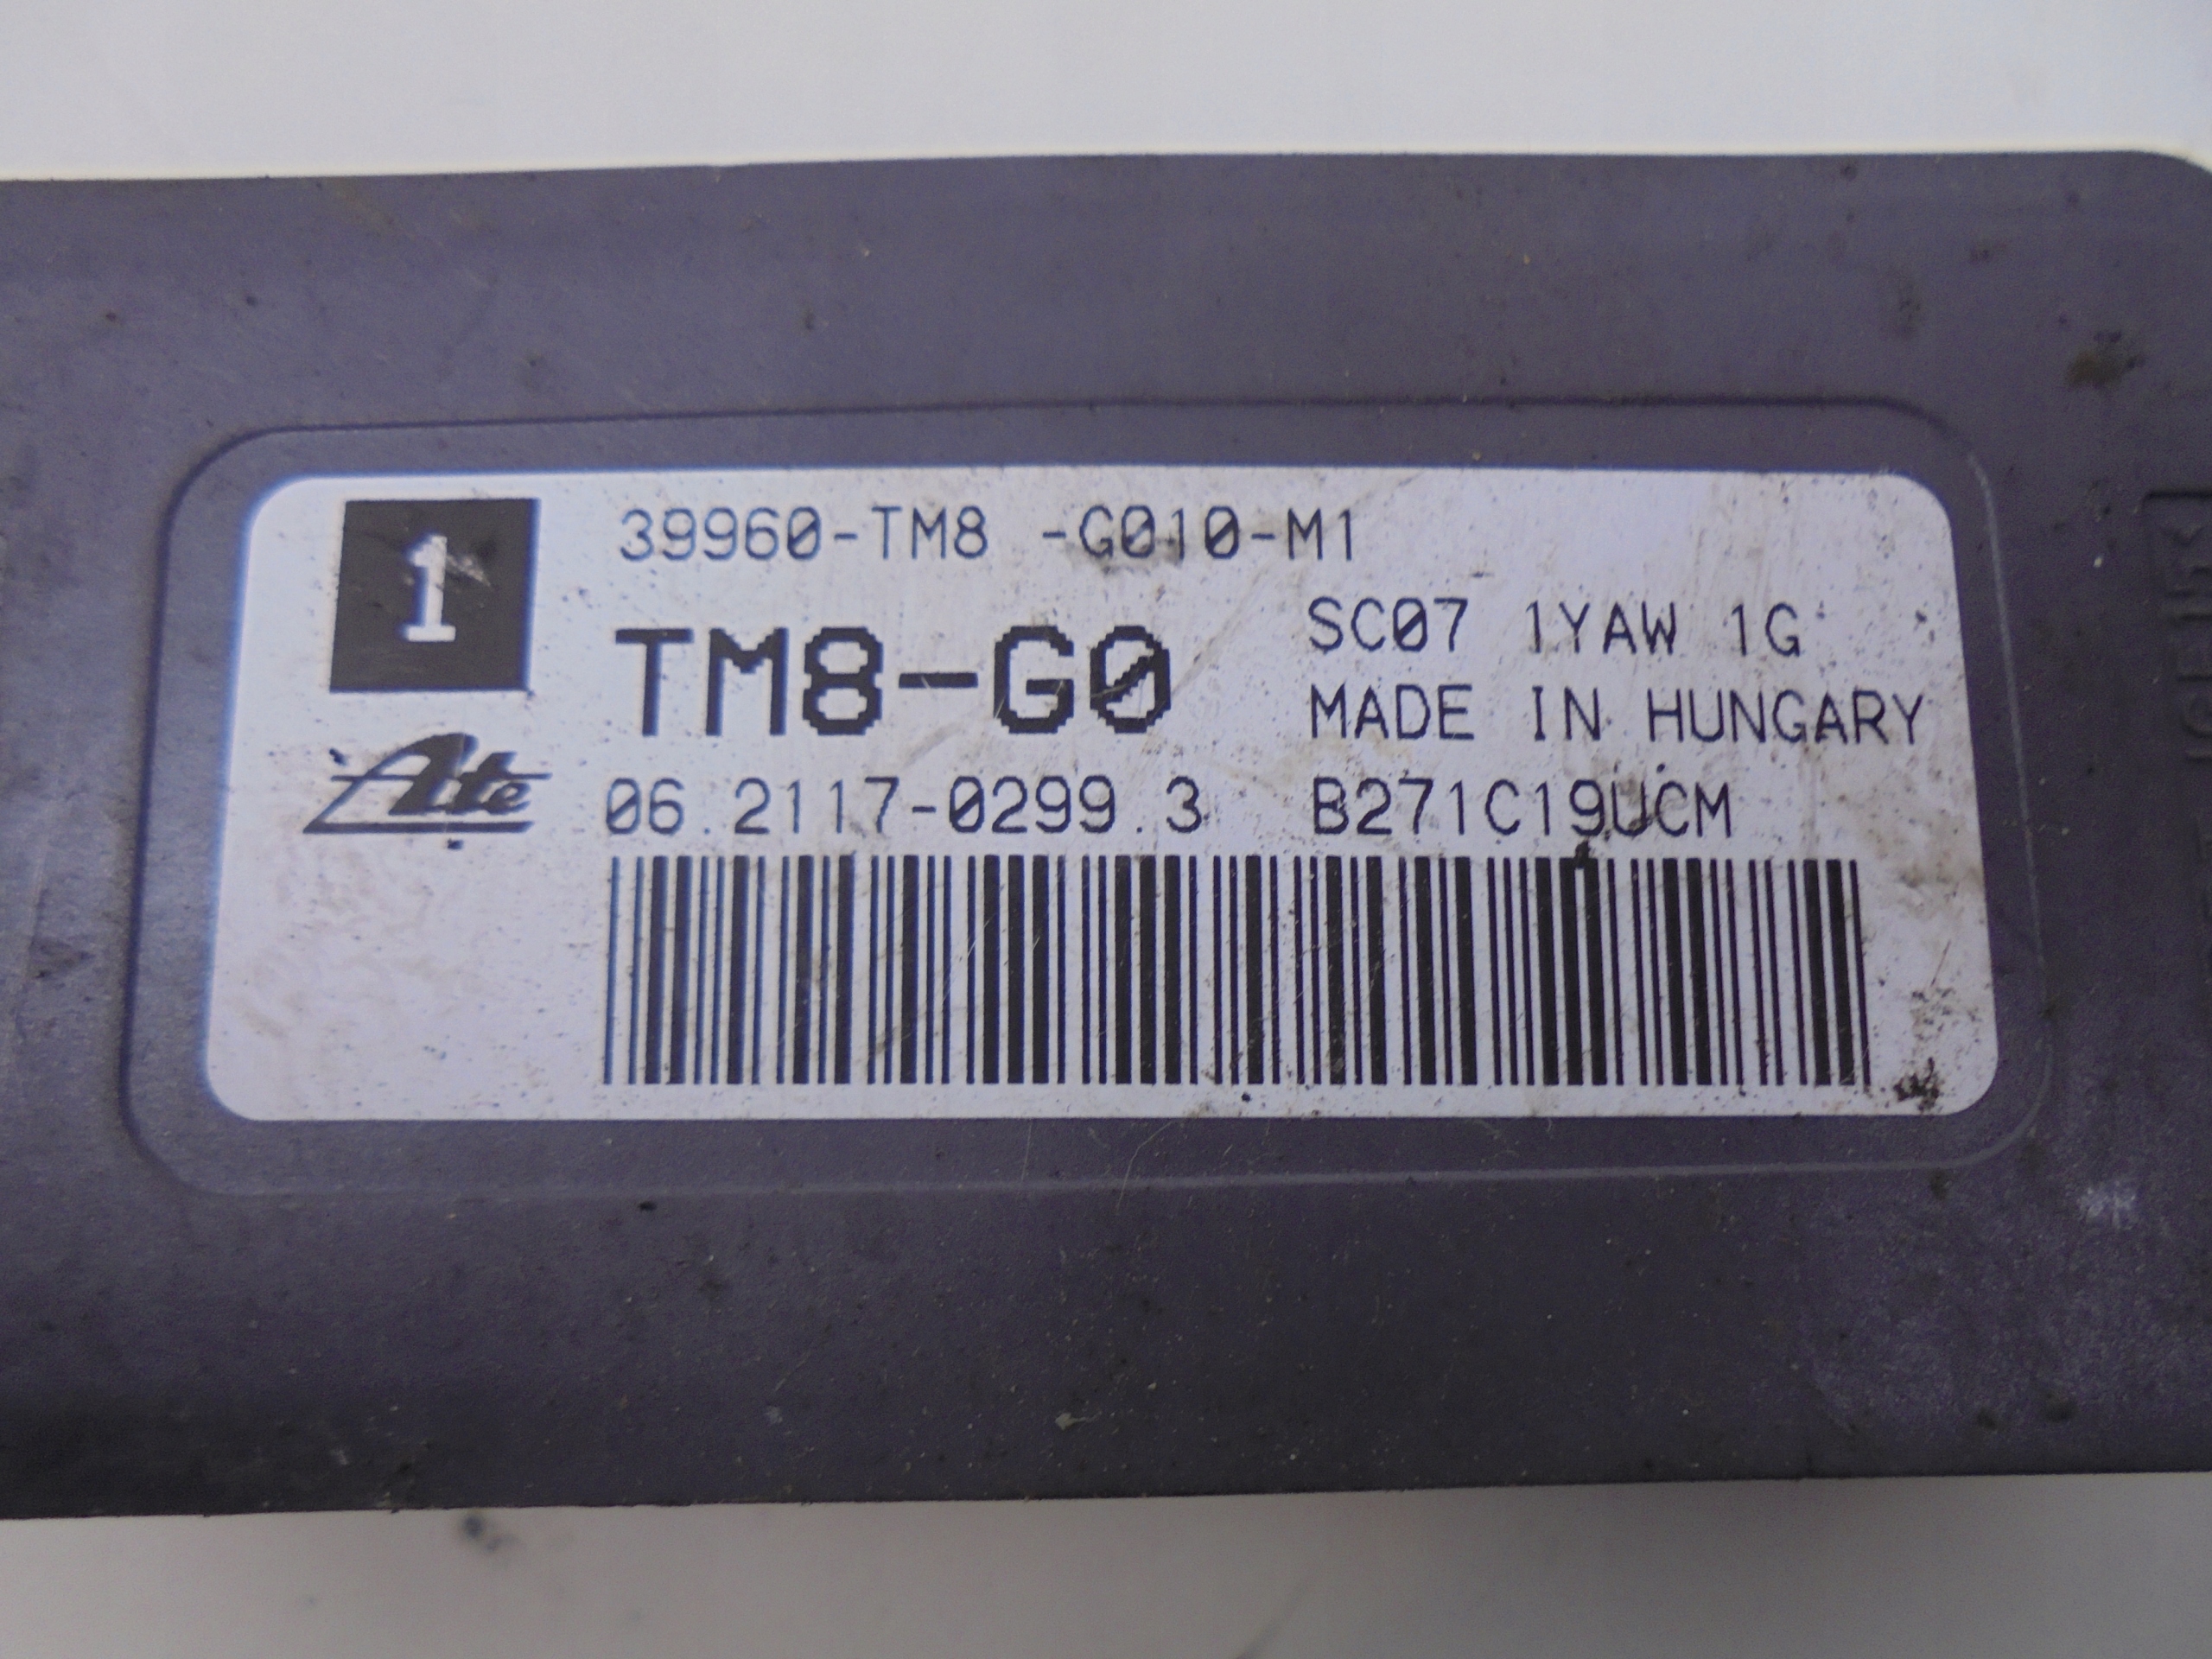 1
39960-TM8 -G010-M1
TM8-G0
SC07 1YAW 1G
MADE IN HUNGARY
Ate
06.2117-0299.3 B271C19UCM